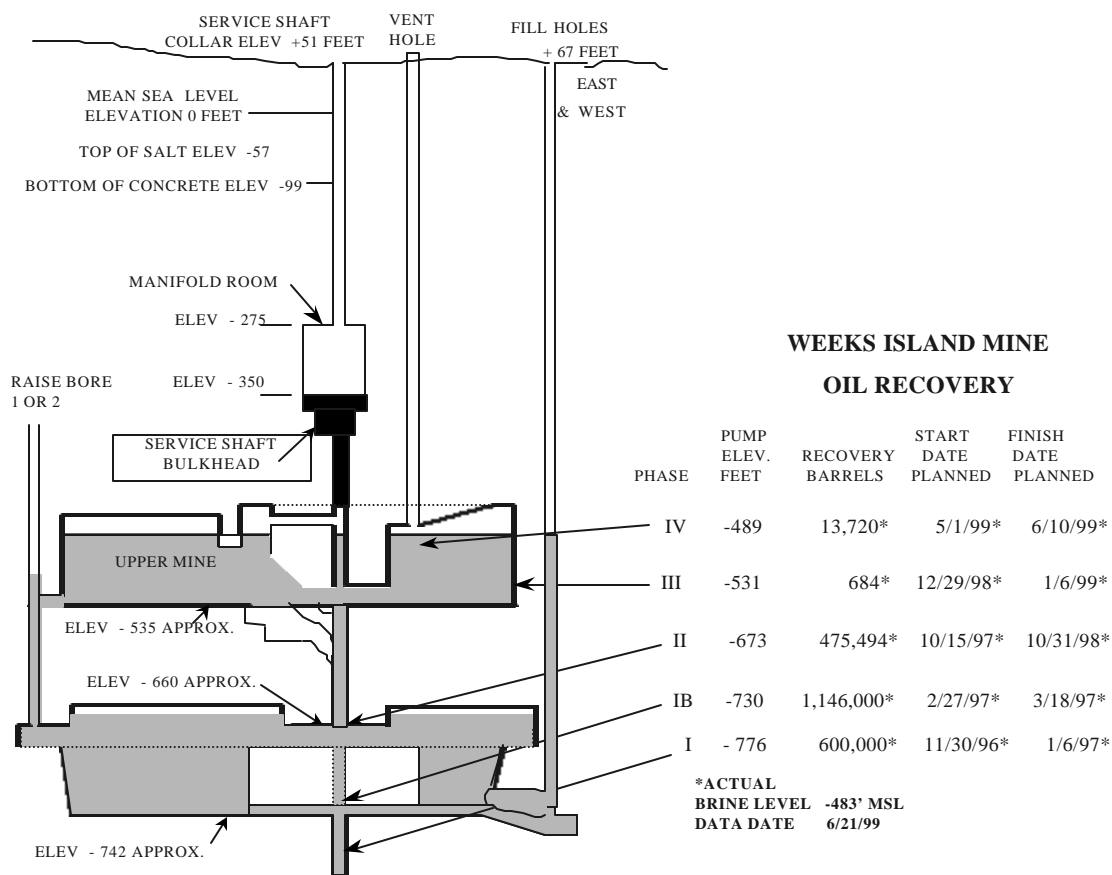 SERVICE SHAFT
COLLAR ELEV +51 FEET
VENT
HOLE
FILL HOLES
+ 67 FEET
EAST
& WEST
MEAN SEA LEVEL
ELEVATION 0 FEET
TOP OF SALT ELEV -57
BOTTOM OF CONCRETE ELEV -99
MANIFOLD ROOM
ELEV - 275
ELEV - 350
RAISE BORE
1 OR 2
SERVICE SHAFT
BULKHEAD
UPPER MINE
ELEV - 535 APPROX.
ELEV - 660 APPROX.
ELEV - 742 APPROX.
WEEKS ISLAND MINE
OIL RECOVERY
PUMP START FINISH
ELEV. RECOVERY DATE DATE
PHASE FEET BARRELS PLANNED PLANNED
IV -489 13,720* 5/1/99* 6/10/99*
III -531 684* 12/29/98* 1/6/99*
II -673 475,494* 10/15/97* 10/31/98*
IB -730 1,146,000* 2/27/97* 3/18/97*
I - 776 600,000* 11/30/96* 1/6/97*
*ACTUAL
BRINE LEVEL -483' MSL
DATA DATE 6/21/99